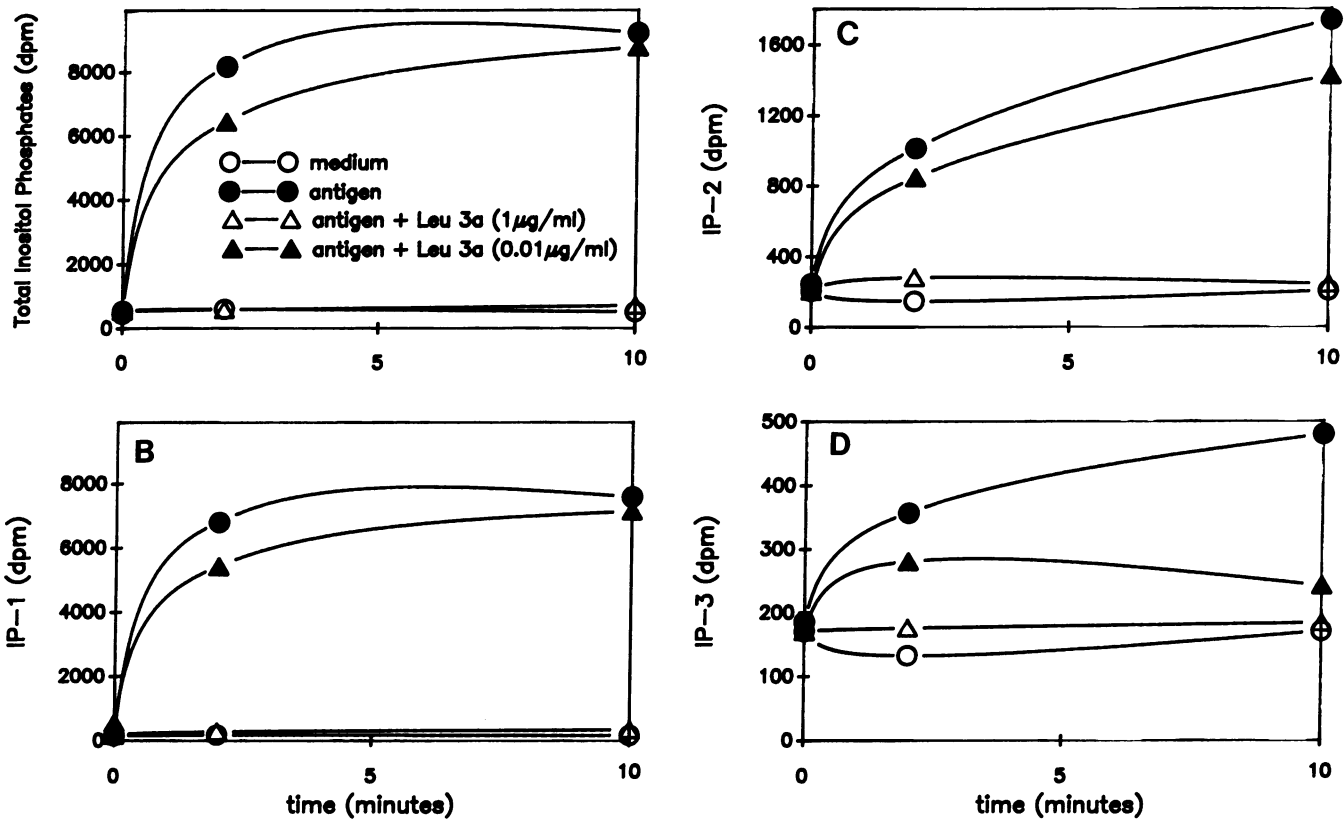 Total Inositol Phosphates (dpm)
8000
6000
4000
2000
0
medium
antigen
antigen + Leu 3a (1μg/ml)
antigen + Leu 3a (0.01μg/ml)
0 5 10
C
IP-2 (dpm)
1600
1200
800
400
0
0 5 10
B
IP-1 (dpm)
8000
6000
4000
2000
0
0 5 10
time (minutes)
D
IP-3 (dpm)
500
400
300
200
100
0
0 5 10
time (minutes)